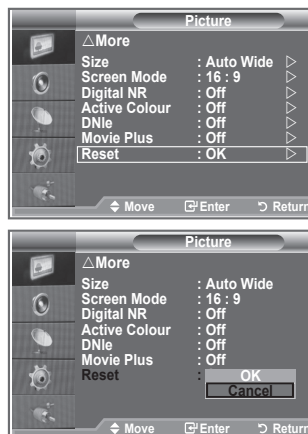 Picture
△More
Size : Auto Wide ▷
Screen Mode : 16 : 9 ▷
Digital NR : Off ▷
Active Colour : Off ▷
DNIe : Off ▷
Movie Plus : Off ▷
Reset : OK ▷
Move Enter Return
Picture
△More
Size : Auto Wide
Screen Mode : 16 : 9
Digital NR : Off
Active Colour : Off
DNIe : Off
Movie Plus : Off
Reset : OK
Cancel
Move Enter Return